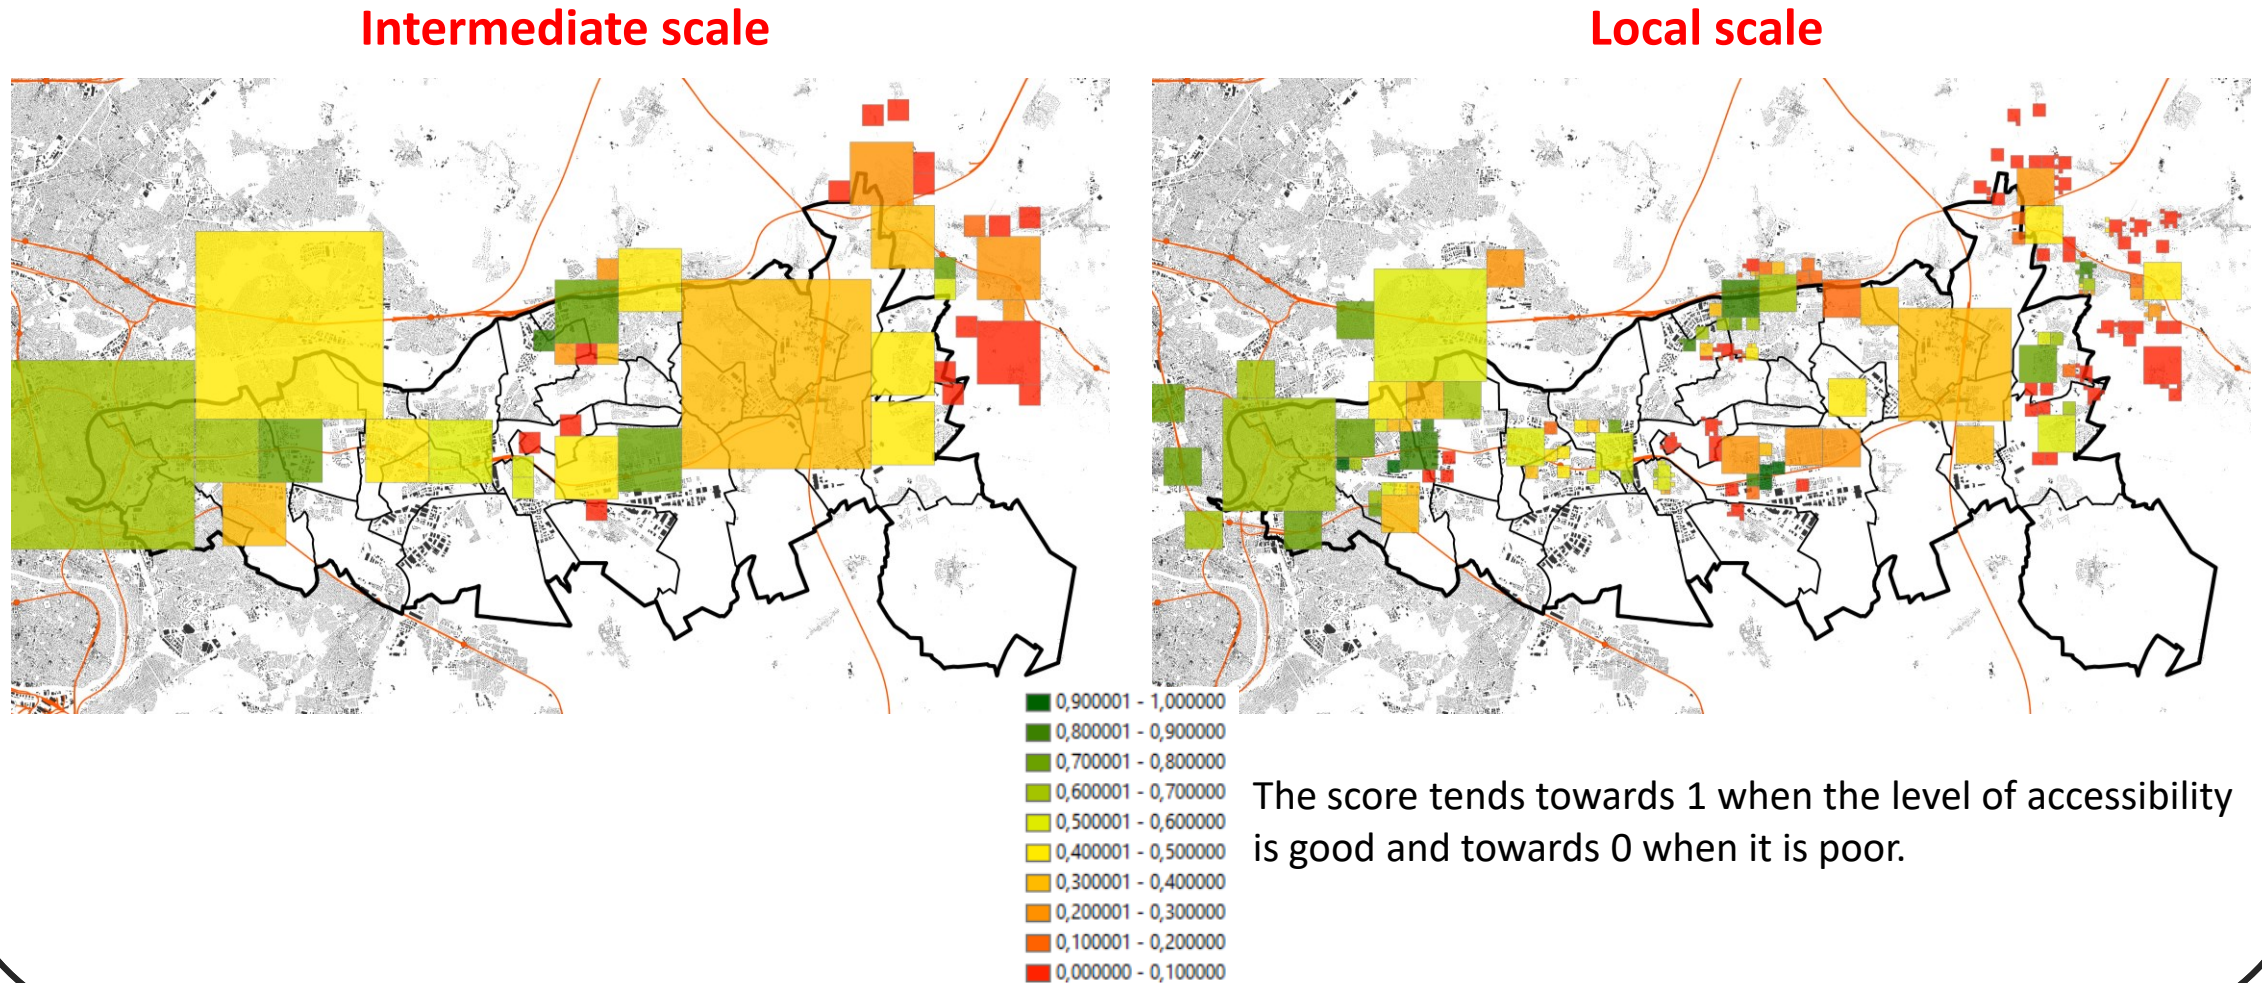 Intermediate scale
Local scale
0,900001 - 1,000000
0,800001 - 0,900000
0,700001 - 0,800000
0,600001 - 0,700000
0,500001 - 0,600000
0,400001 - 0,500000
0,300001 - 0,400000
0,200001 - 0,300000
0,100001 - 0,200000
0,000000 - 0,100000
The score tends towards 1 when the level of accessibility
is good and towards 0 when it is poor.